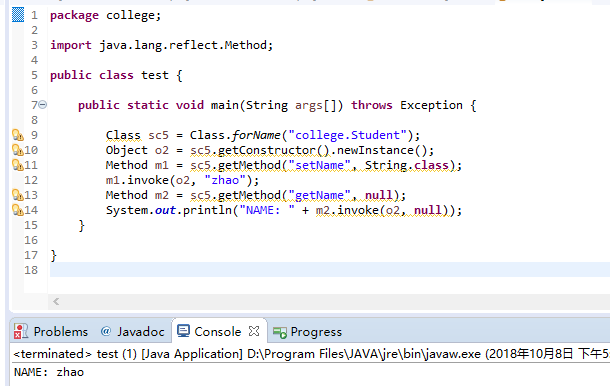 1 package college;
2
3 import java.lang.reflect.Method;
4
5 public class test {
6
7 public static void main(String args[]) throws Exception {
8
9 Class sc5 = Class.forName("college.Student");
10 Object o2 = sc5.getConstructor().newInstance();
11 Method m1 = sc5.getMethod("setName", String.class);
12 m1.invoke(o2, "zhao");
13 Method m2 = sc5.getMethod("getName", null);
14 System.out.println("NAME: " + m2.invoke(o2, null));
15 }
16
17 }
18
Problems @ Javadoc Console Progress
<terminated> test (1) [Java Application] D:\Program Files\JAVA\jre\bin\javaw.exe (2018年10月8日 下午5:
NAME: zhao